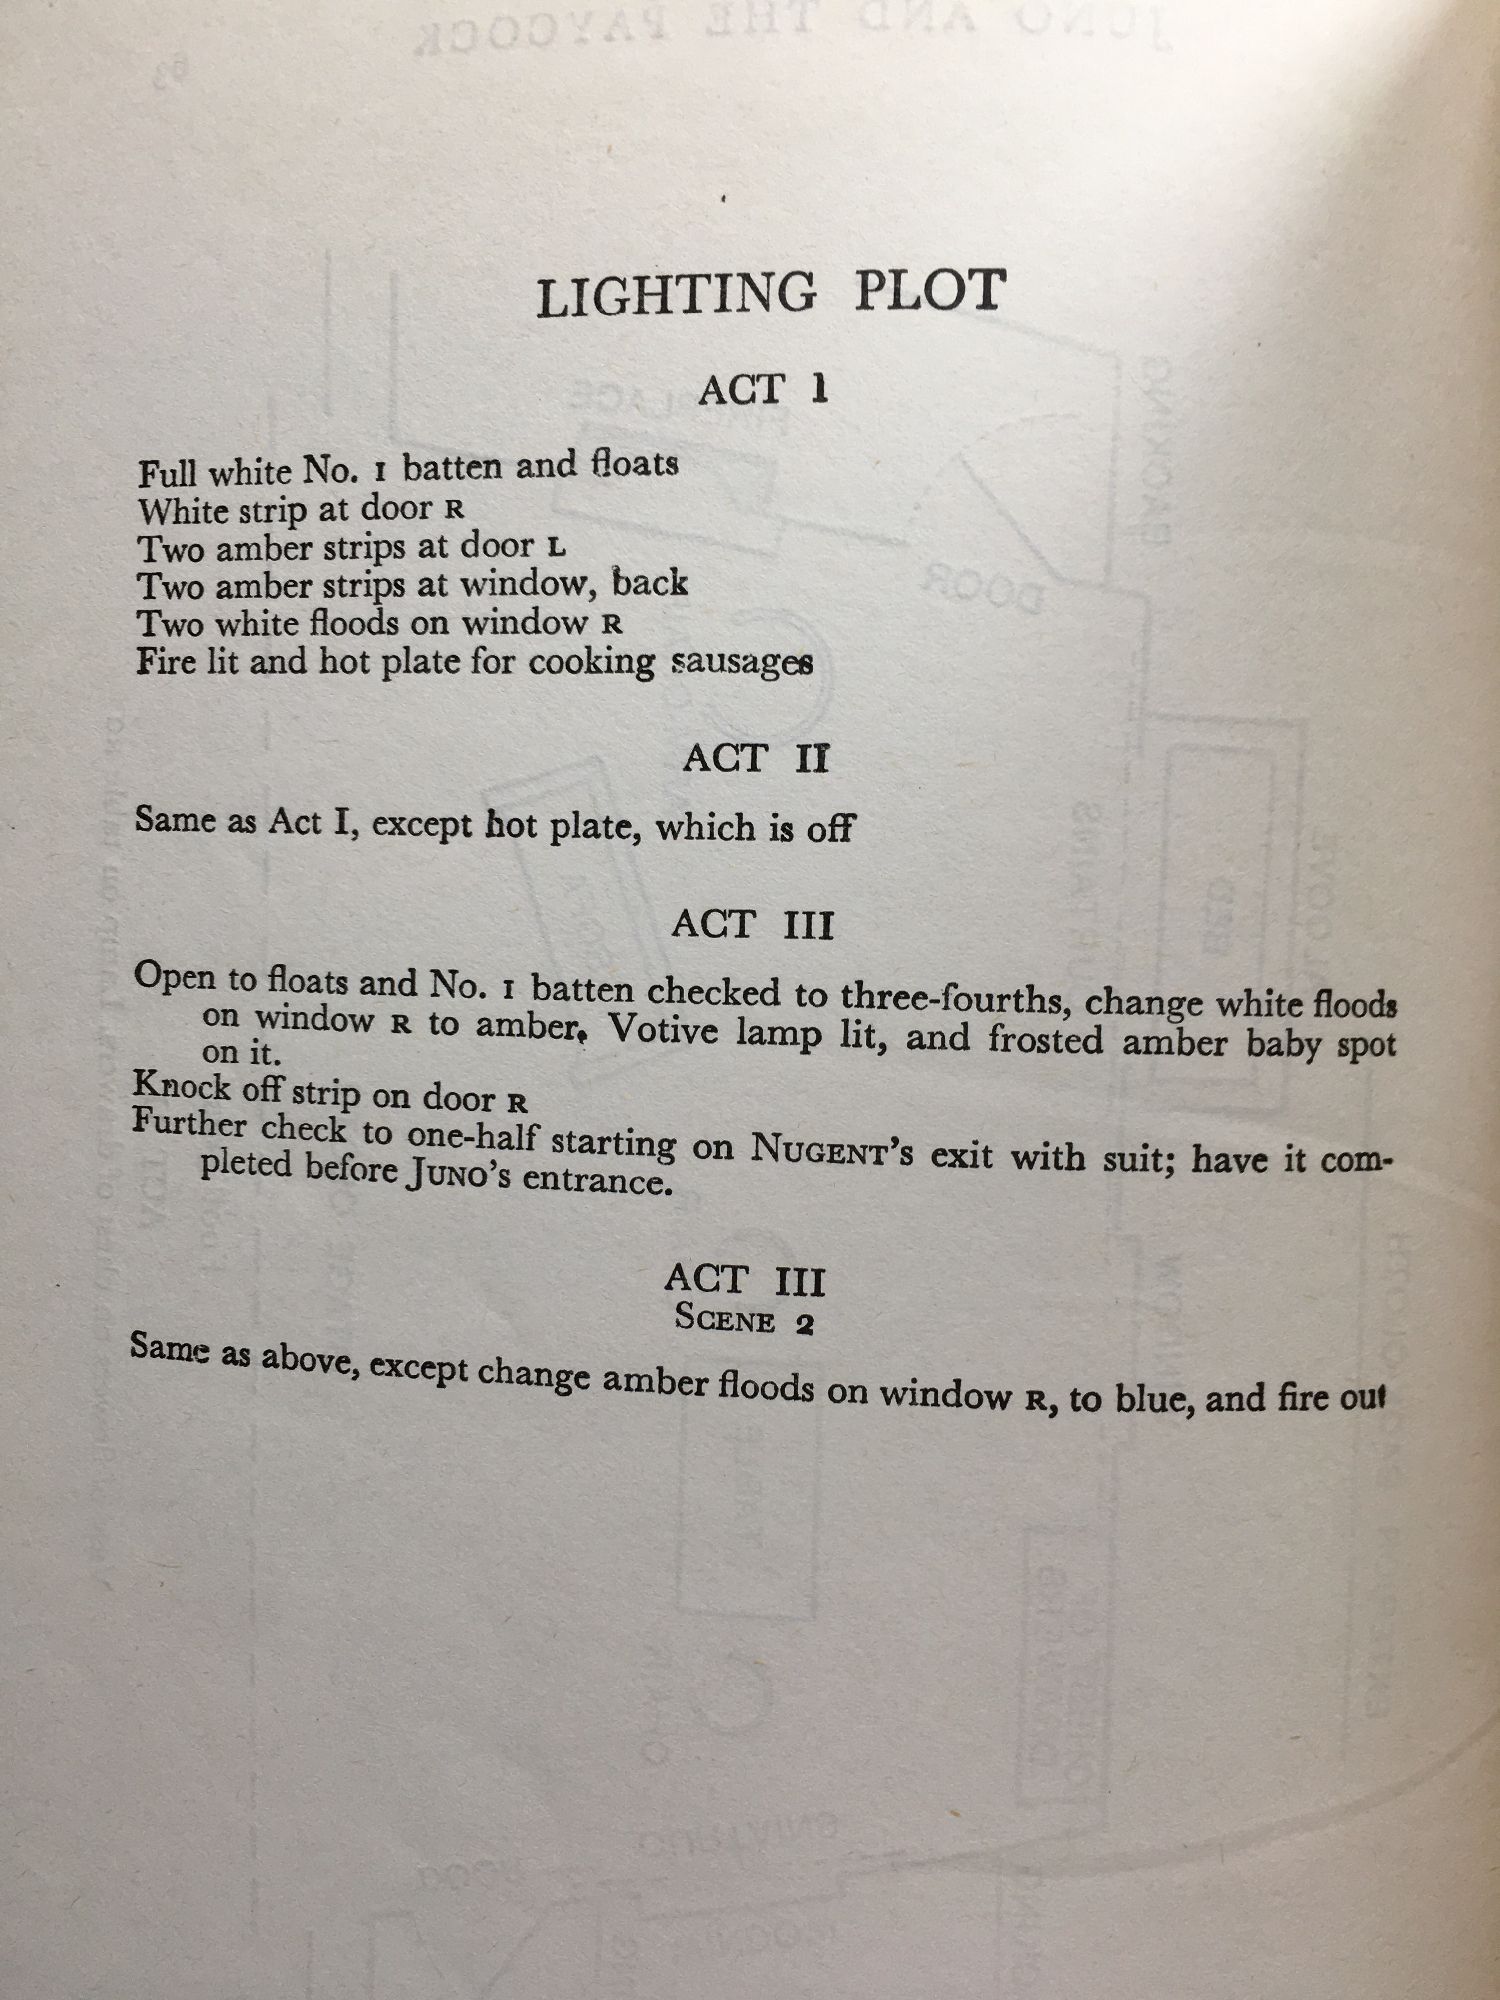 JUNO AND THE PAYCOCK
63
LIGHTING PLOT
ACT I
Full white No. 1 batten and floats
White strip at door R
Two amber strips at door L
Two amber strips at window, back
Two white floods on window R
Fire lit and hot plate for cooking sausages
ACT II
Same as Act I, except hot plate, which is off
ACT III
Open to floats and No. 1 batten checked to three-fourths, change white floods
on window R to amber. Votive lamp lit, and frosted amber baby spot
on it.
Knock off strip on door R
Further check to one-half starting on NUGENT's exit with suit; have it com-
pleted before JUNO's entrance.
ACT III
SCENE 2
Same as above, except change amber floods on window R, to blue, and fire out